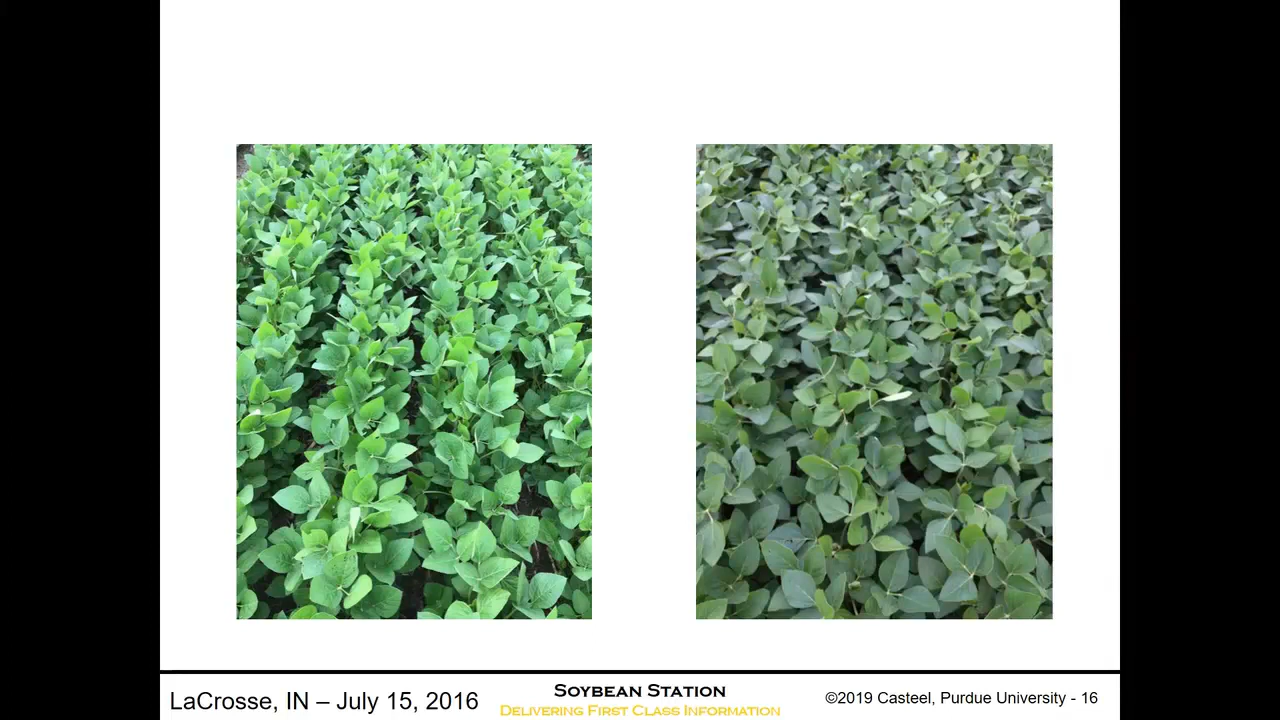 LaCrosse, IN – July 15, 2016
Soybean Station
Delivering First Class Information
©2019 Casteel, Purdue University - 16